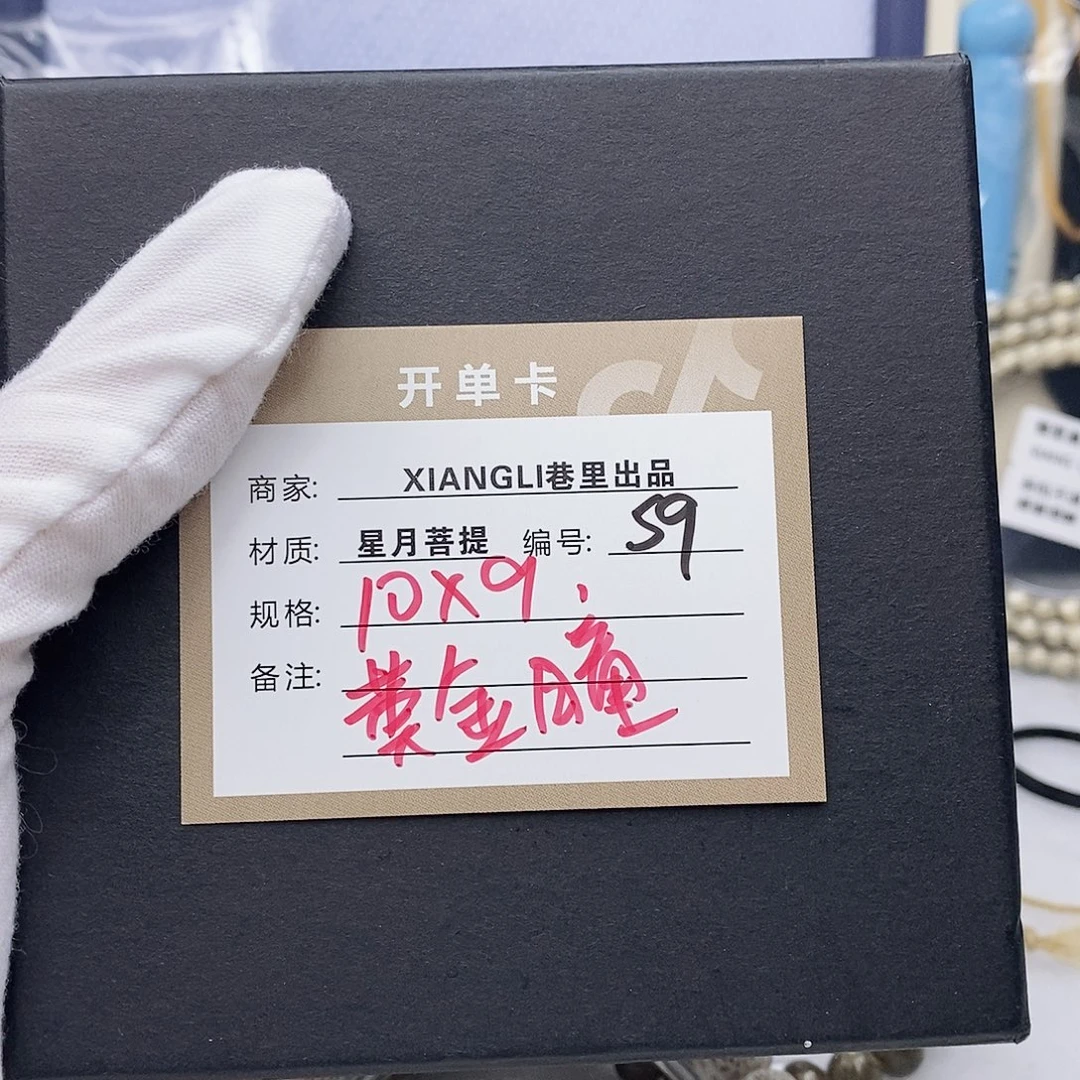 开单卡
商家: XIANGLI巷里出品
材质: 星月菩提 编号: 59
规格: 10X9.
备注: 黄金瞳